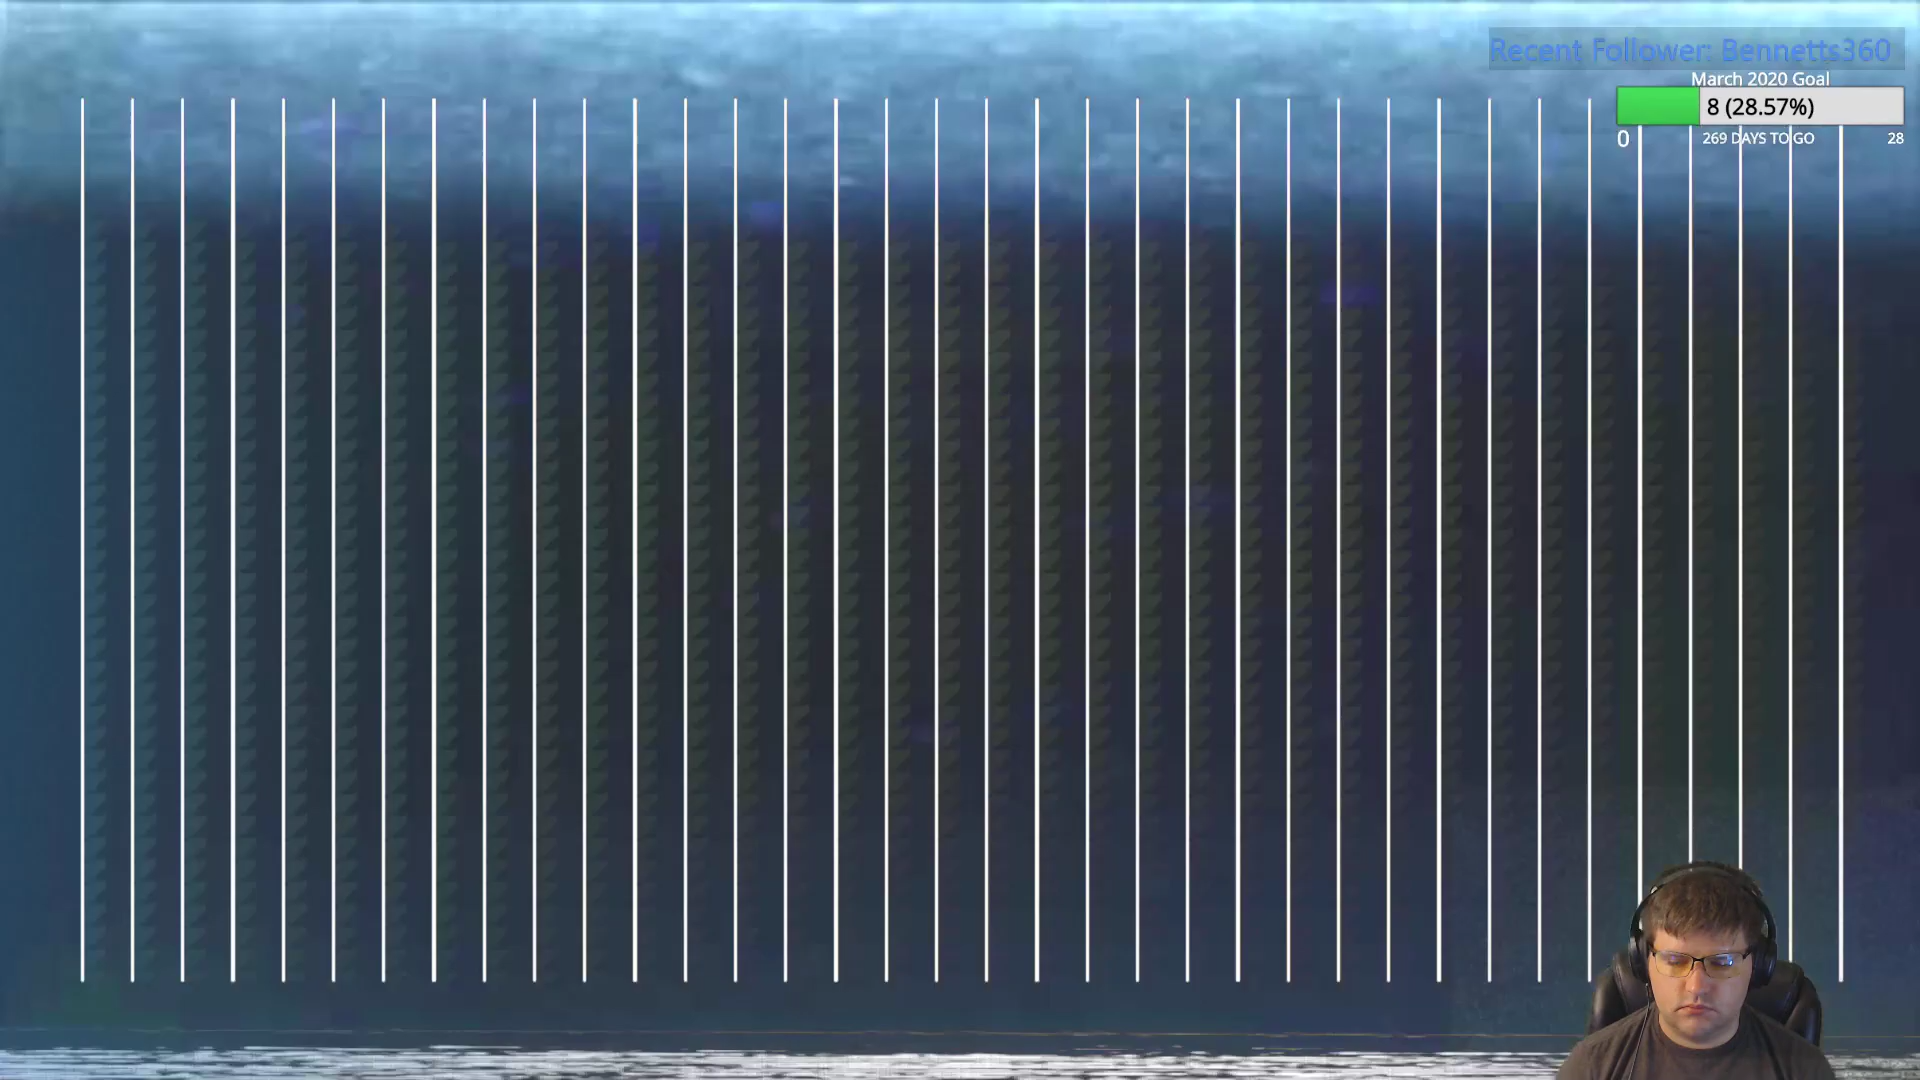 Recent Follower: Bennetts360
March 2020 Goal
8 (28.57%)
0 269 DAYS TO GO 28